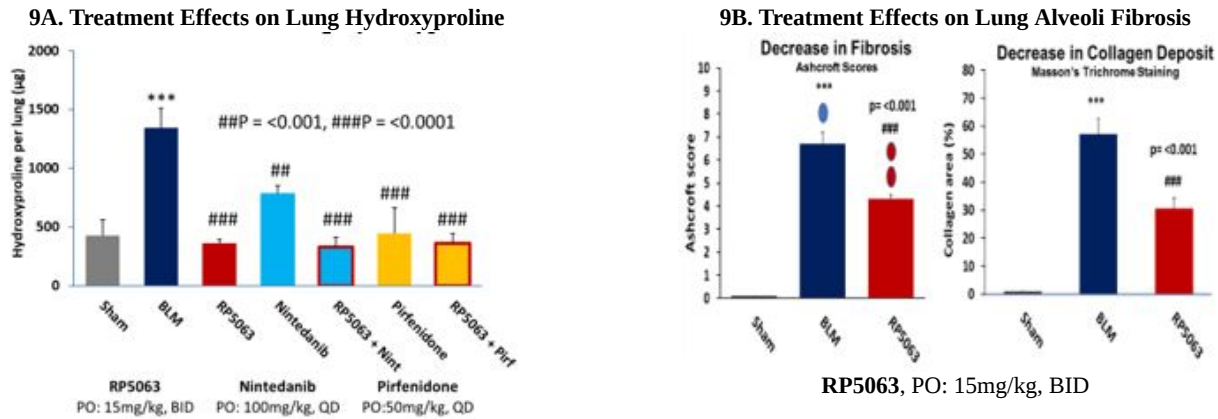 9A. Treatment Effects on Lung Hydroxyproline
Hydroxyproline per lung (µg)
2000
1500
1000
500
0
***
##P = <0.001, ###P = <0.0001
###
##
###
###
###
Sham
BLM
RP5063
Nintedanib
RP5063 + Nint
Pirfenidone
RP5063 + Pirf
RP5063
PO: 15mg/kg, BID
Nintedanib
PO: 100mg/kg, QD
Pirfenidone
PO:50mg/kg, QD
9B. Treatment Effects on Lung Alveoli Fibrosis
Decrease in Fibrosis
Ashcroft Scores
Ashcroft score
10
9
8
7
6
5
4
3
2
1
0
***
p= <0.001
###
Sham
BLM
RP5063
Decrease in Collagen Deposit
Masson's Trichrome Staining
Collagen area (%)
80
70
60
50
40
30
20
10
0
***
p= <0.001
###
Sham
BLM
RP5063
RP5063, PO: 15mg/kg, BID